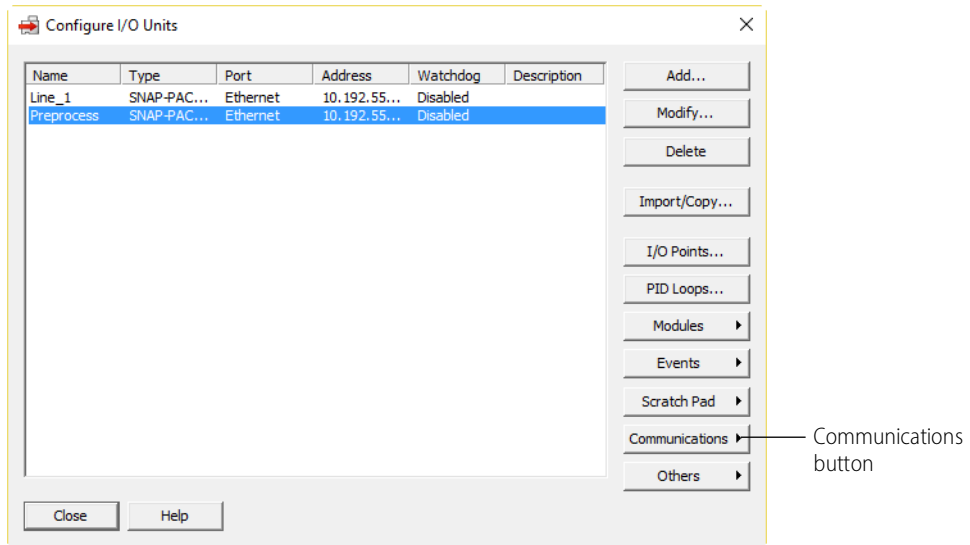 Configure I/O Units
Name Type Port Address Watchdog Description
Line_1 SNAP-PAC... Ethernet 10.192.55... Disabled
Preprocess SNAP-PAC... Ethernet 10.192.55... Disabled
Add...
Modify...
Delete
Import/Copy...
I/O Points...
PID Loops...
Modules
Events
Scratch Pad
Communications
Others
Communications
button
Close Help